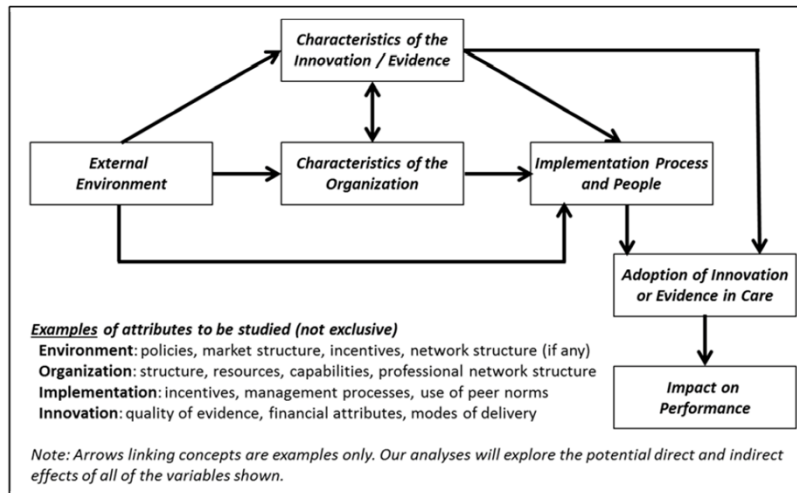 Characteristics of the
Innovation / Evidence
External
Environment
Characteristics of the
Organization
Implementation Process
and People
Adoption of Innovation
or Evidence in Care
Impact on
Performance
Examples of attributes to be studied (not exclusive)
Environment: policies, market structure, incentives, network structure (if any)
Organization: structure, resources, capabilities, professional network structure
Implementation: incentives, management processes, use of peer norms
Innovation: quality of evidence, financial attributes, modes of delivery
Note: Arrows linking concepts are examples only. Our analyses will explore the potential direct and indirect
effects of all of the variables shown.